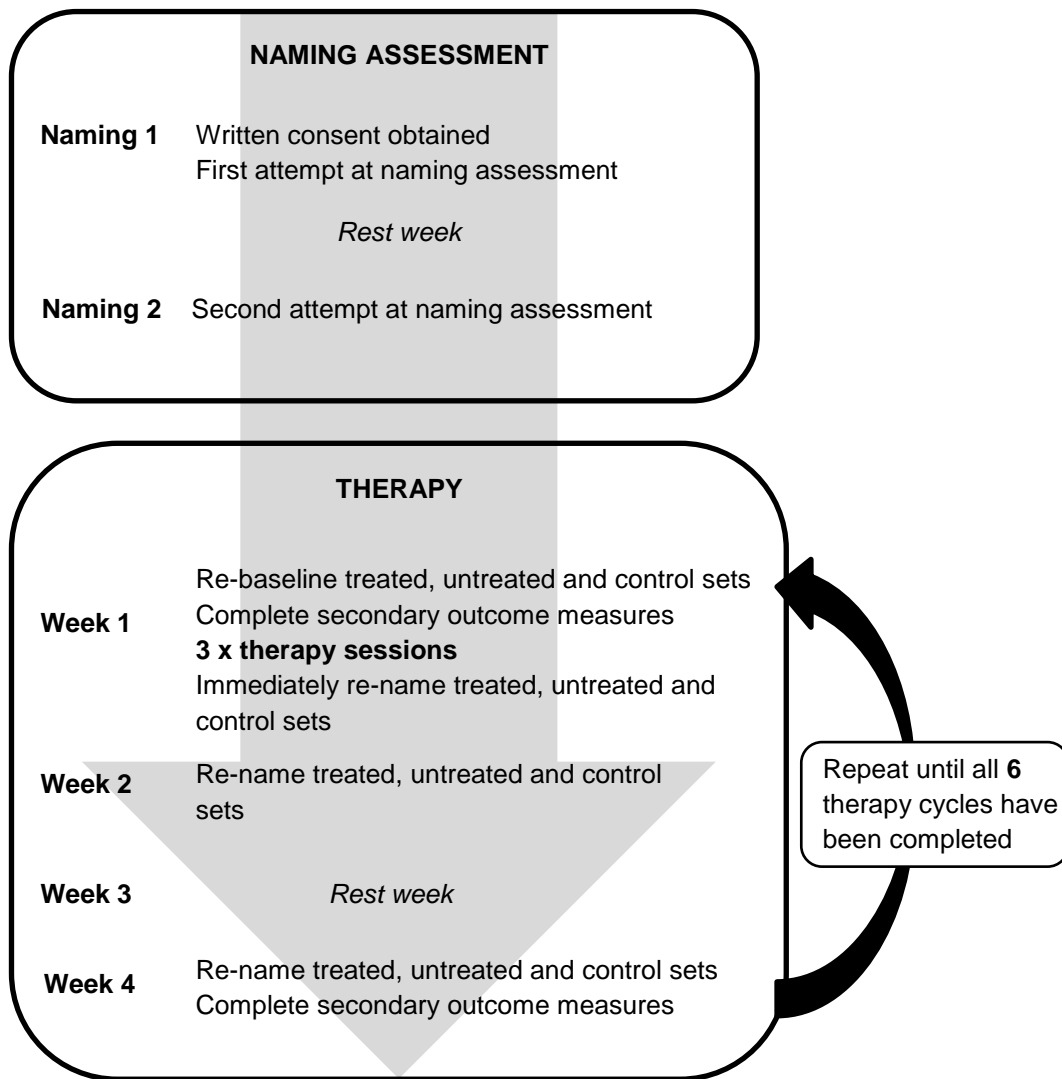 NAMING ASSESSMENT
Naming 1 Written consent obtained
First attempt at naming assessment
Rest week
Naming 2 Second attempt at naming assessment
THERAPY
Week 1
Re-baseline treated, untreated and control sets
Complete secondary outcome measures
3 x therapy sessions
Immediately re-name treated, untreated and
control sets
Week 2
Re-name treated, untreated and control
sets
Week 3 Rest week
Week 4
Re-name treated, untreated and control sets
Complete secondary outcome measures
Repeat until all 6
therapy cycles have
been completed